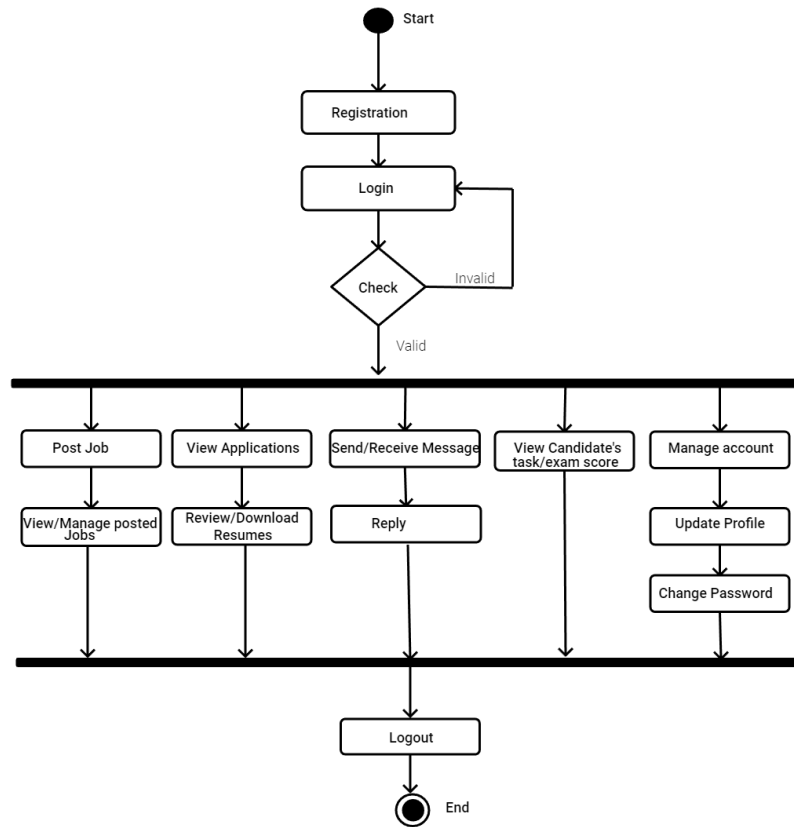 Start
Registration
Login
Invalid
Check
Valid
Post Job
View Applications
Send/Receive Message
View Candidate's
task/exam score
Manage account
View/Manage posted
Jobs
Review/Download
Resumes
Reply
Update Profile
Change Password
Logout
End